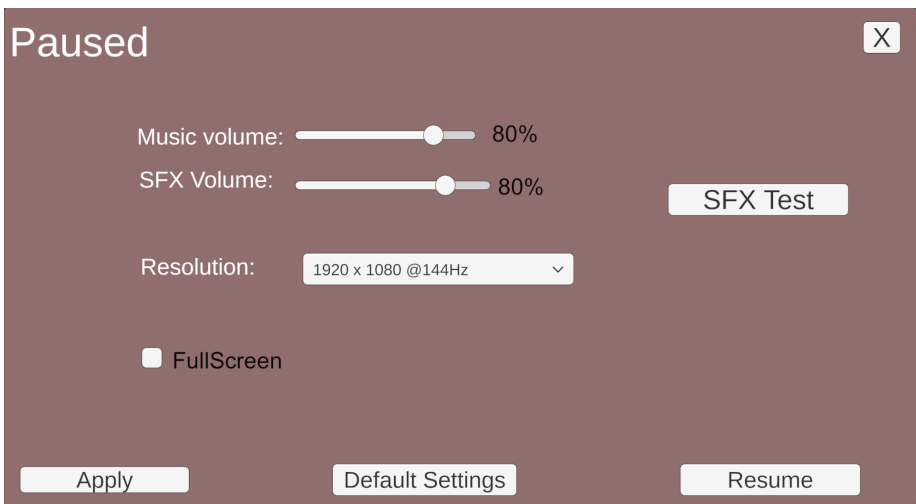 Paused X
Music volume: 80%
SFX Volume: 80%
SFX Test
Resolution: 1920 x 1080 @144Hz
FullScreen
Apply Default Settings Resume